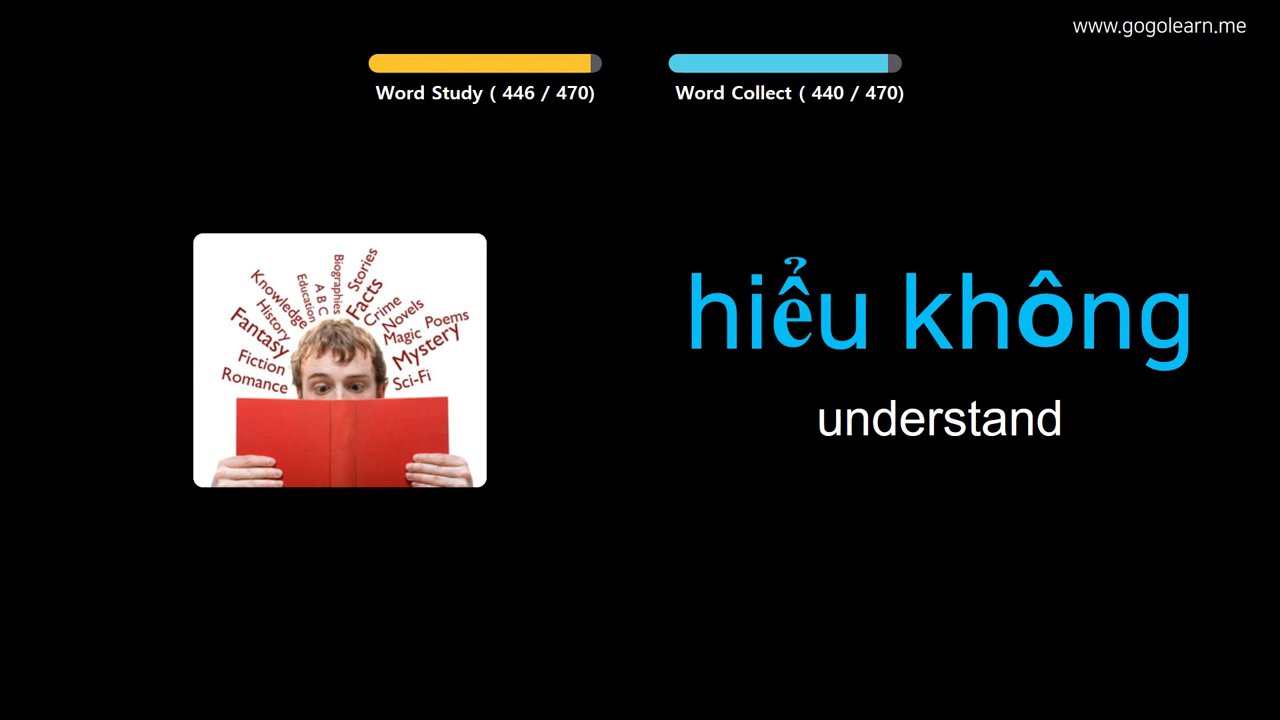 www.gogolearn.me
Word Study ( 446 / 470)
Word Collect ( 440 / 470)
Biographies
Stories
Knowledge
Education
A B C
Facts
History
Crime
Novels
Fantasy
Magic
Poems
Fiction
Mystery
Romance
Sci-Fi
hiểu không
understand